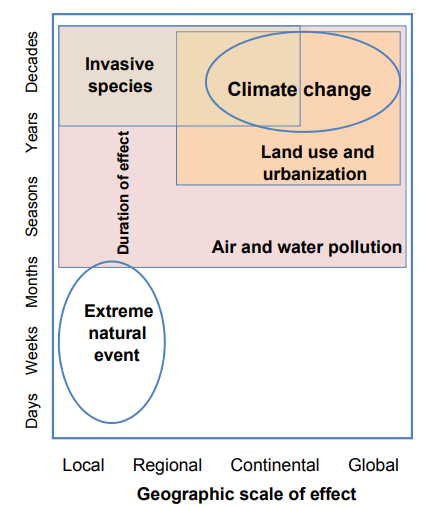 Decades
Years
Seasons
Months
Weeks
Days
Duration of effect
Invasive
species
Climate change
Land use and
urbanization
Air and water pollution
Extreme
natural
event
Local Regional Continental Global
Geographic scale of effect